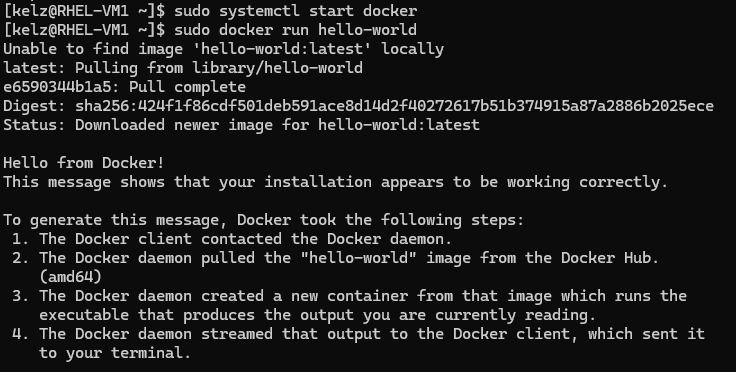 [kelz@RHEL-VM1 ~]$ sudo systemctl start docker
[kelz@RHEL-VM1 ~]$ sudo docker run hello-world
Unable to find image 'hello-world:latest' locally
latest: Pulling from library/hello-world
e6590344b1a5: Pull complete
Digest: sha256:424f1f86cdf501deb591ace8d14d2f40272617b51b374915a87a2886b2025ece
Status: Downloaded newer image for hello-world:latest

Hello from Docker!
This message shows that your installation appears to be working correctly.

To generate this message, Docker took the following steps:
 1. The Docker client contacted the Docker daemon.
 2. The Docker daemon pulled the "hello-world" image from the Docker Hub.
    (amd64)
 3. The Docker daemon created a new container from that image which runs the
    executable that produces the output you are currently reading.
 4. The Docker daemon streamed that output to the Docker client, which sent it
    to your terminal.